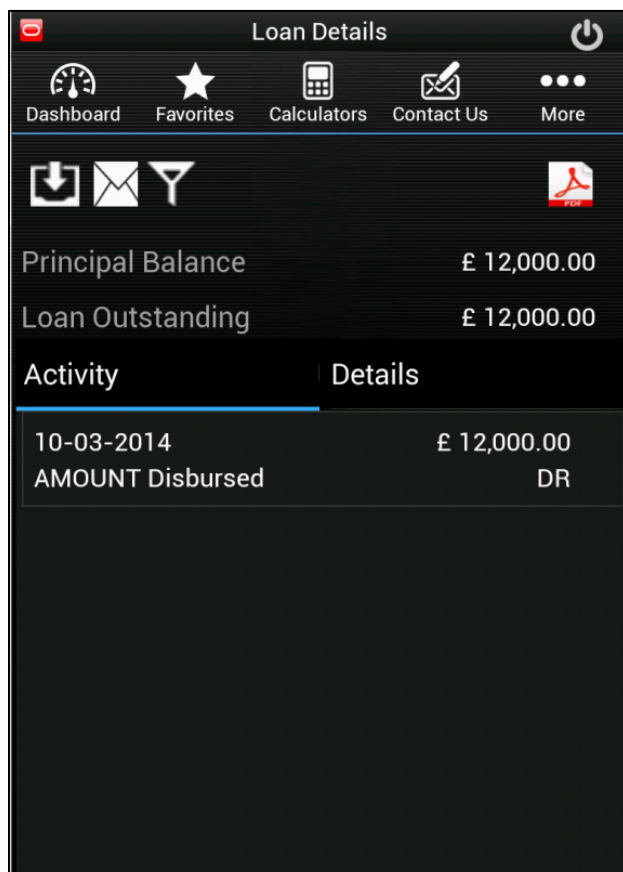 Loan Details
Dashboard Favorites Calculators Contact Us More
PDF
Principal Balance £ 12,000.00
Loan Outstanding £ 12,000.00
Activity Details
10-03-2014 £ 12,000.00
AMOUNT Disbursed DR